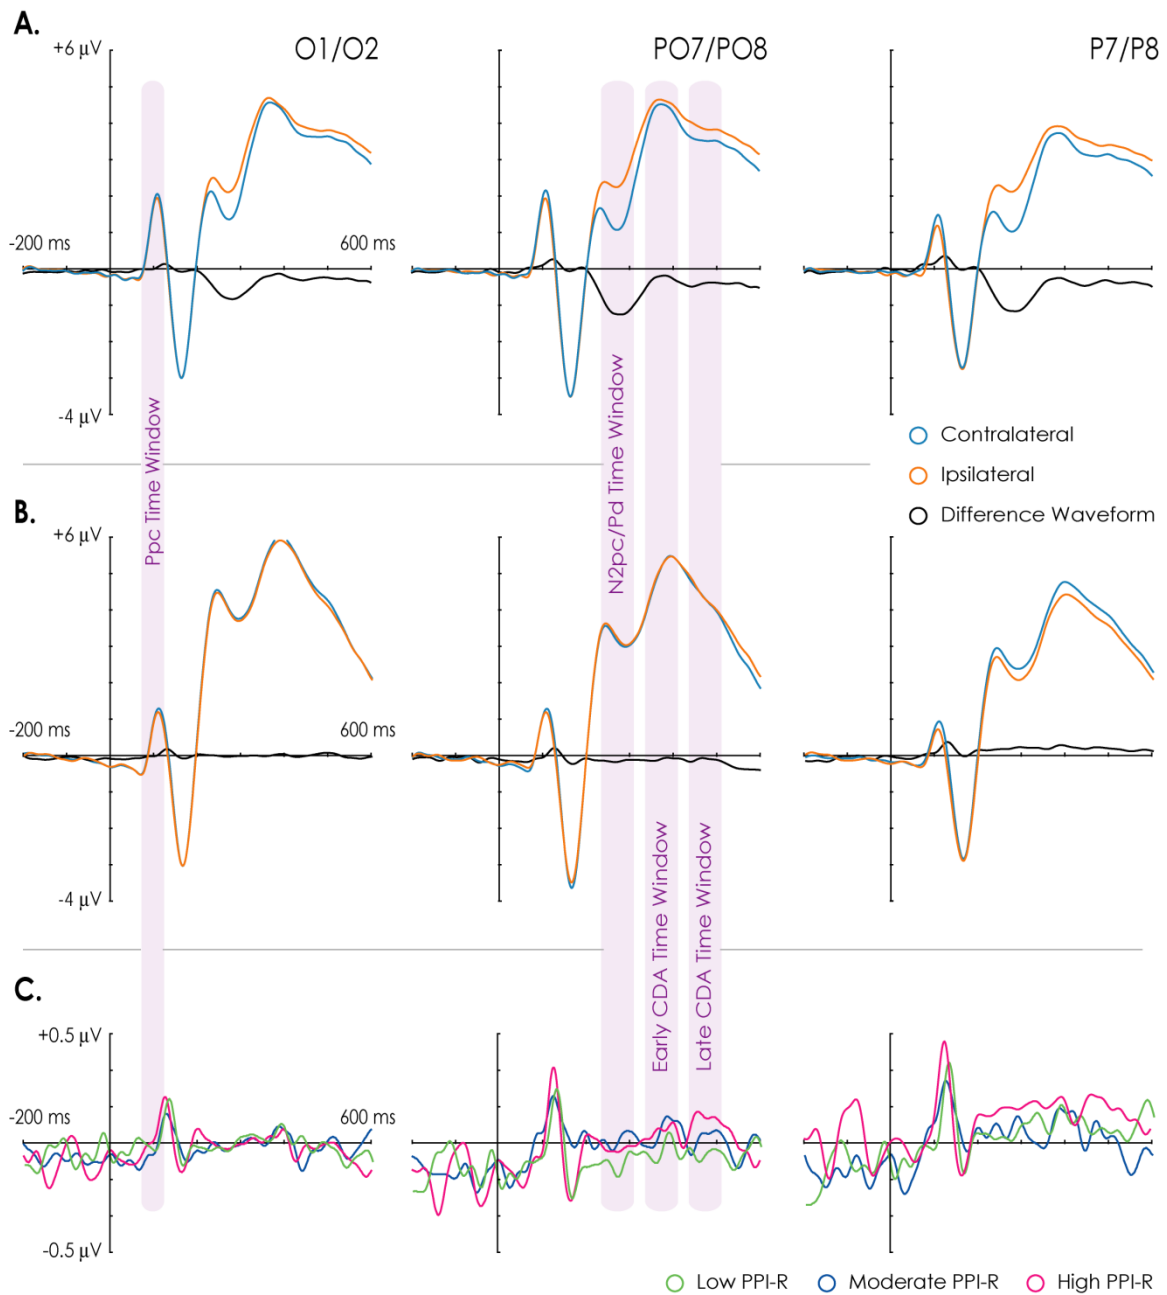 A.
+6 µV
O1/O2
PO7/PO8
P7/P8
-200 ms
600 ms
-4 µV
Ppc Time Window
N2pc/Pd Time Window
Contralateral
Ipsilateral
Difference Waveform
B.
+6 µV
-200 ms
600 ms
-4 µV
Early CDA Time Window
Late CDA Time Window
C.
+0.5 µV
-200 ms
600 ms
-0.5 µV
Low PPI-R
Moderate PPI-R
High PPI-R